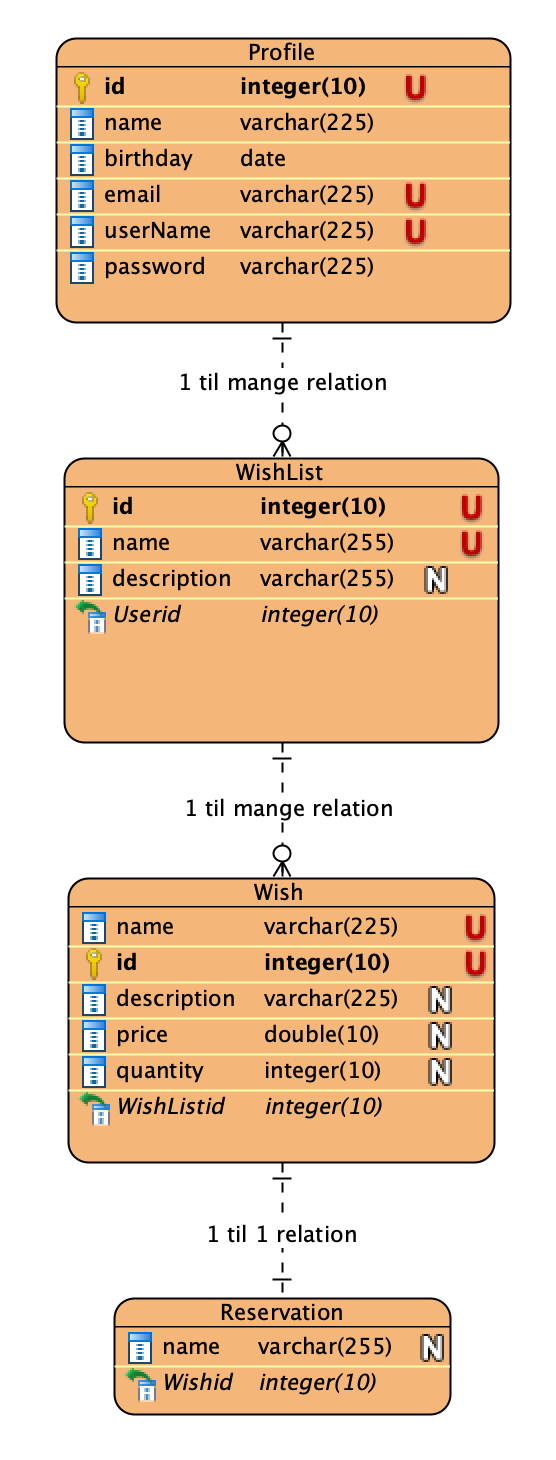 Profile
id integer(10) U
name varchar(225)
birthday date
email varchar(225) U
userName varchar(225) U
password varchar(225)
1 til mange relation
WishList
id integer(10) U
name varchar(255) U
description varchar(255) N
Userid integer(10)
1 til mange relation
Wish
name varchar(225) U
id integer(10) U
description varchar(225) N
price double(10) N
quantity integer(10) N
WishListid integer(10)
1 til 1 relation
Reservation
name varchar(255) N
Wishid integer(10)